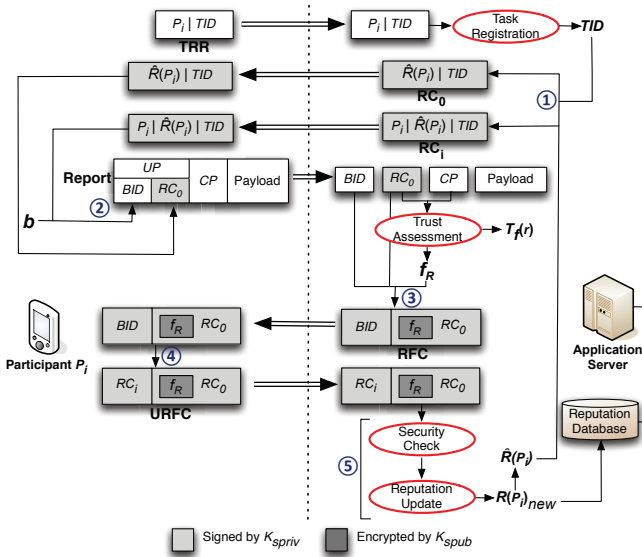 P_i | TID
TRR
P_i | TID
Task Registration
TID
R̂(P_i) | TID
R̂(P_i) | TID
RC_0
①
P_i | R̂(P_i) | TID
P_i | R̂(P_i) | TID
RC_i
Report
UP
BID
RC_0
CP
Payload
BID
RC_0
CP
Payload
②
b
Trust Assessment
T_f(r)
f_R
③
BID
f_R
RC_0
BID
f_R
RC_0
RFC
Participant P_i
④
Application Server
RC_i
f_R
RC_0
URFC
RC_i
f_R
RC_0
Security Check
Reputation Database
⑤
R̂(P_i)
Reputation Update
R(P_i)_new
Signed by K_spriv
Encrypted by K_spub